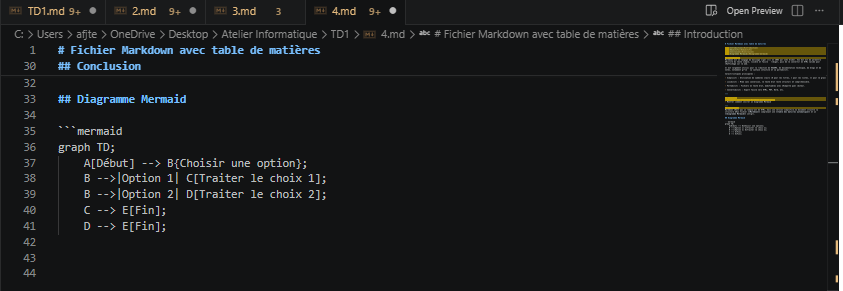 TD1.md 9+ 2.md 9+ 3.md 3 4.md 9+ Open Preview ...
C: > Users > afjte > OneDrive > Desktop > Atelier Informatique > TD1 > 4.md > abc # Fichier Markdown avec table de matières > abc ## Introduction
1 # Fichier Markdown avec table de matières
30 ## Conclusion
32
33 ## Diagramme Mermaid
34
35 ```mermaid
36 graph TD;
37 A[Début] --> B{Choisir une option};
38 B -->|Option 1| C[Traiter le choix 1];
39 B -->|Option 2| D[Traiter le choix 2];
40 C --> E[Fin];
41 D --> E[Fin];
42
43
44